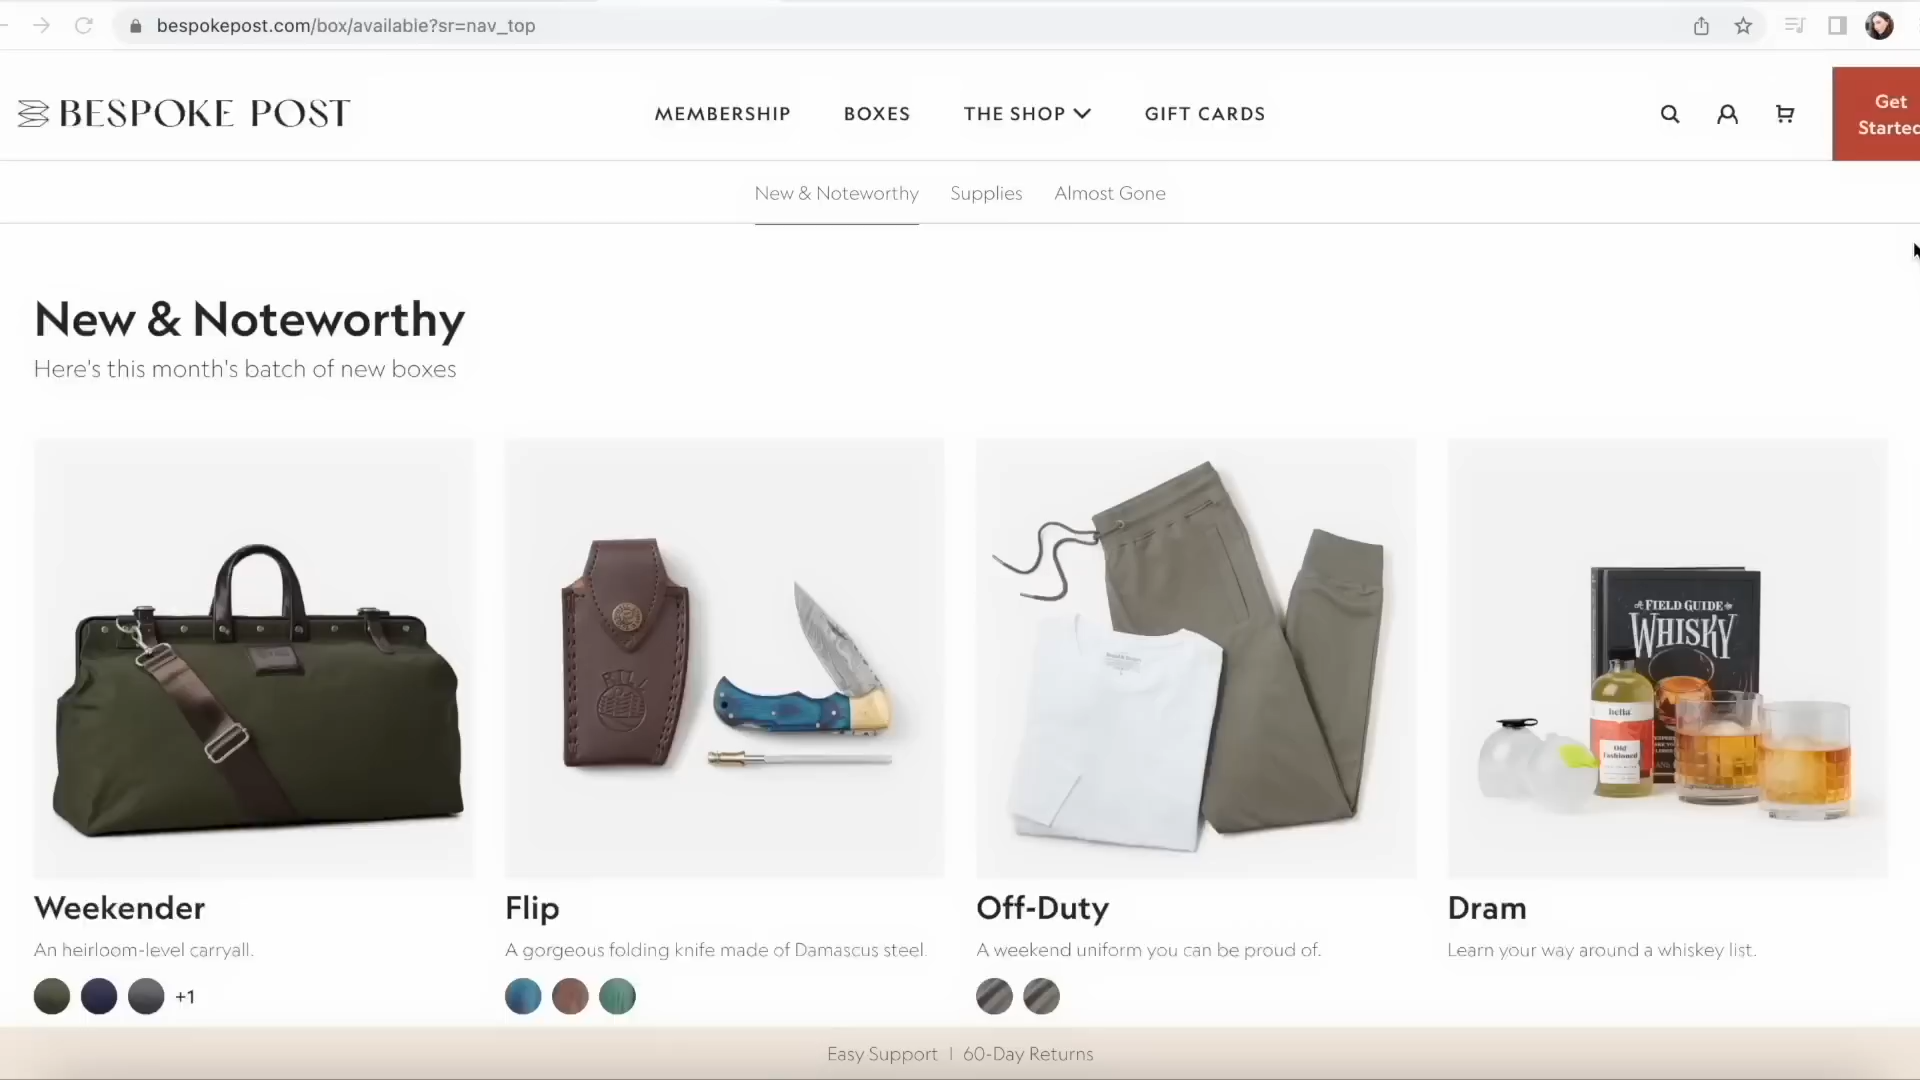 bespokepost.com/box/available?sr=nav_top
BESPOKE POST
MEMBERSHIP
BOXES
THE SHOP
GIFT CARDS
Get
Started
New & Noteworthy
Supplies
Almost Gone
New & Noteworthy
Here's this month's batch of new boxes
FIELD GUIDE
WHISKY
hella
Old
Fashioned
Weekender
Flip
Off-Duty
Dram
An heirloom-level carryall.
A gorgeous folding knife made of Damascus steel.
A weekend uniform you can be proud of.
Learn your way around a whiskey list.
+1
Easy Support | 60-Day Returns